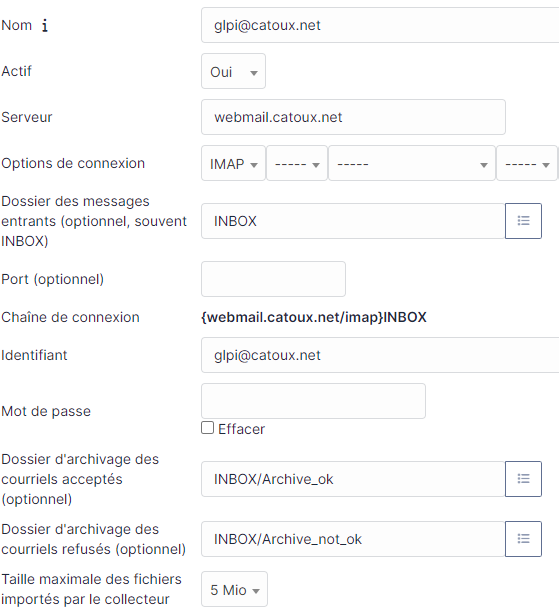 Nom i glpi@catoux.net
Actif Oui
Serveur webmail.catoux.net
Options de connexion IMAP ----- ----- -----
Dossier des messages
entrants (optionnel, souvent
INBOX)
INBOX
Port (optionnel)
Chaîne de connexion {webmail.catoux.net/imap}INBOX
Identifiant glpi@catoux.net
Mot de passe
Effacer
Dossier d'archivage des
courriels acceptés
(optionnel)
INBOX/Archive_ok
Dossier d'archivage des
courriels refusés (optionnel)
INBOX/Archive_not_ok
Taille maximale des fichiers
importés par le collecteur
5 Mio